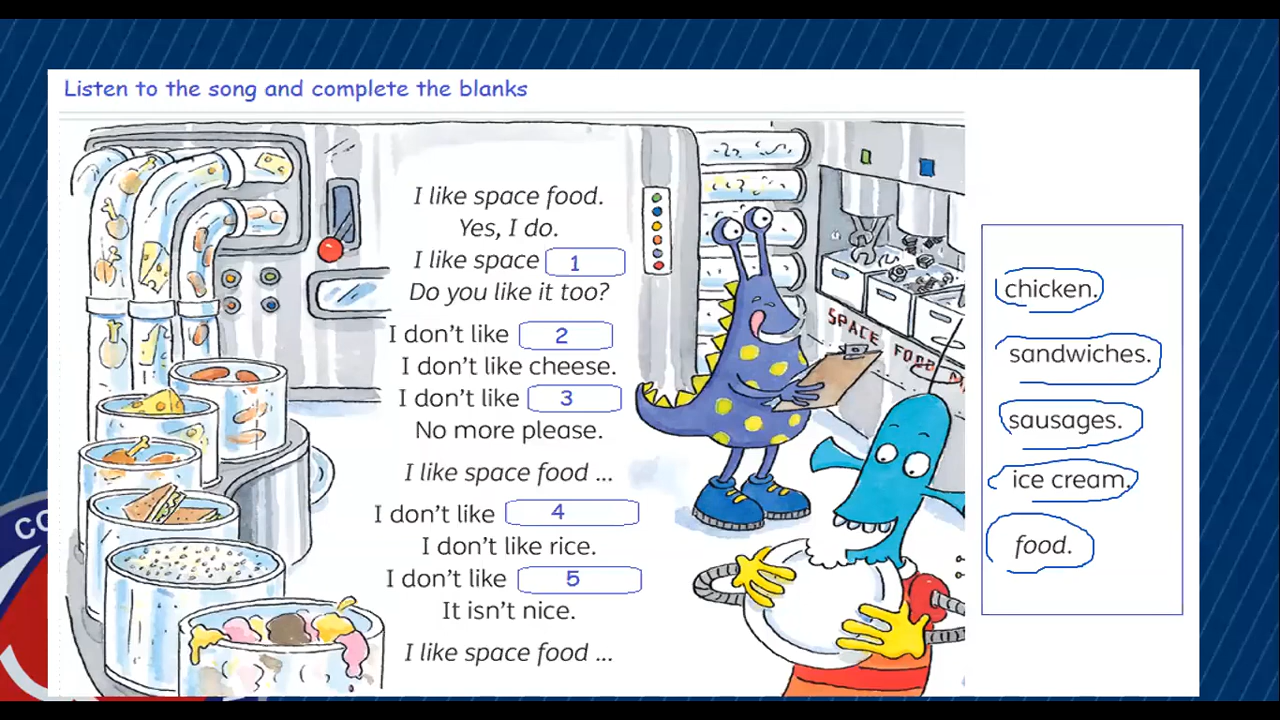 Listen to the song and complete the blanks
I like space food.
Yes, I do.
I like space 1
Do you like it too?
I don't like 2
I don't like cheese.
I don't like 3
No more please.
I like space food ...
I don't like 4
I don't like rice.
I don't like 5
It isn't nice.
I like space food ...
SPACE FOOD
chicken.
sandwiches.
sausages.
ice cream.
food.
CO